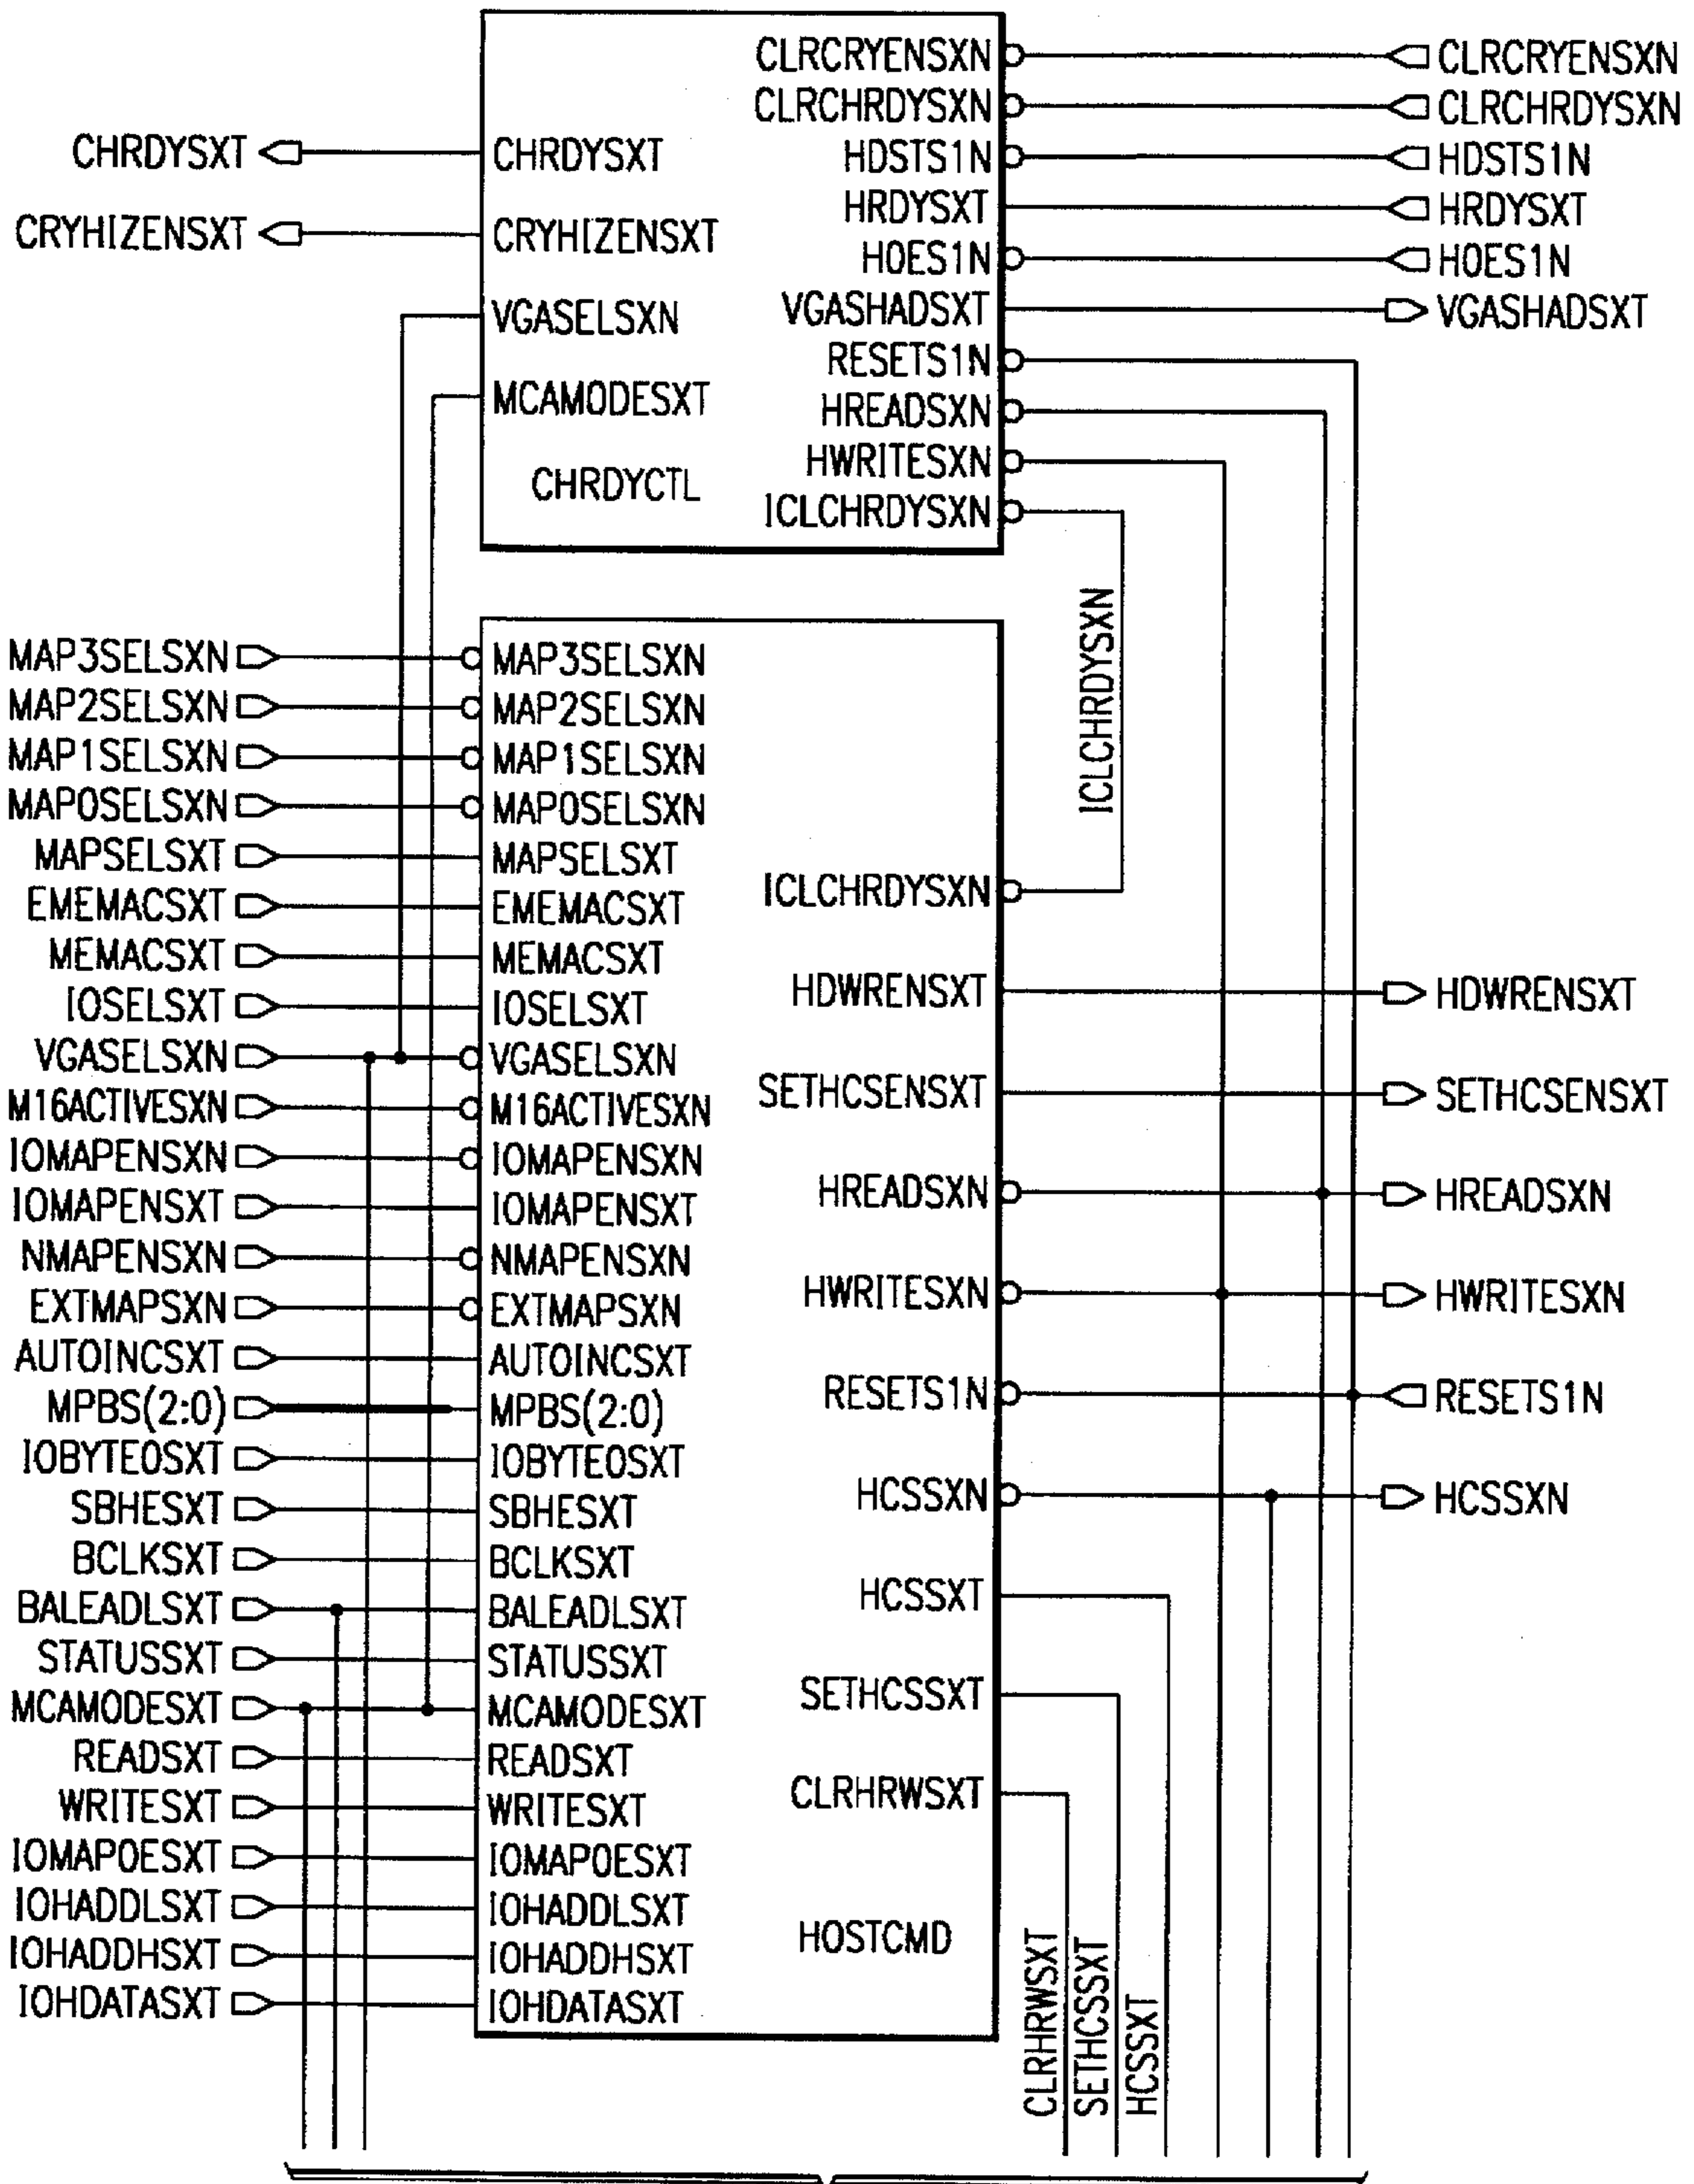 CLRCRYENSXN CLRCRYENSXN
CLRCHRDYSXN CLRCHRDYSXN
CHRDYSXT CHRDYSXT HDSTS1N HDSTS1N
HRDYSXT HRDYSXT
CRYHIZENSXT CRYHIZENSXT
HOES1N HOES1N
VGASELSXN VGASHADSXT VGASHADSXT
RESETS1N
MCAMODESXT HREADSXN
HWRITESXN
CHRDYCTL
ICLCHRDYSXN
ICLCHRDYSXN
MAP3SELSXN MAP3SELSXN
MAP2SELSXN MAP2SELSXN
MAP1SELSXN MAP1SELSXN
MAP0SELSXN MAP0SELSXN
MAPSELSXT MAPSELSXT
ICLCHRDYSXN
EMEMACSXT EMEMACSXT
MEMACSXT MEMACSXT
HDWRENSXT HDWRENSXT
IOSELSXT IOSELSXT
VGASELSXN VGASELSXN
SETHCSENSXT SETHCSENSXT
M16ACTIVESXN M16ACTIVESXN
IOMAPENSXN IOMAPENSXN
HREADSXN HREADSXN
IOMAPENSXT IOMAPENSXT
NMAPENSXN NMAPENSXN
HWRITESXN HWRITESXN
EXTMAPSXN EXTMAPSXN
AUTOINCSXT AUTOINCSXT
RESETS1N RESETS1N
MPBS(2:0) MPBS(2:0)
IOBYTEOSXT IOBYTEOSXT
HCSSXN HCSSXN
SBHESXT SBHESXT
BCLKSXT BCLKSXT
HCSSXT
BALEADLSXT BALEADLSXT
STATUSSXT STATUSSXT
SETHCSSXT
MCAMODESXT MCAMODESXT
READSXT READSXT
CLRHRWSXT
WRITESXT WRITESXT
IOMAPOESXT IOMAPOESXT
IOHADDLSXT IOHADDLSXT
HOSTCMD
IOHADDHSXT IOHADDHSXT
IOHDATASXT IOHDATASXT
CLRHRWSXT
SETHCSSXT
HCSSXT